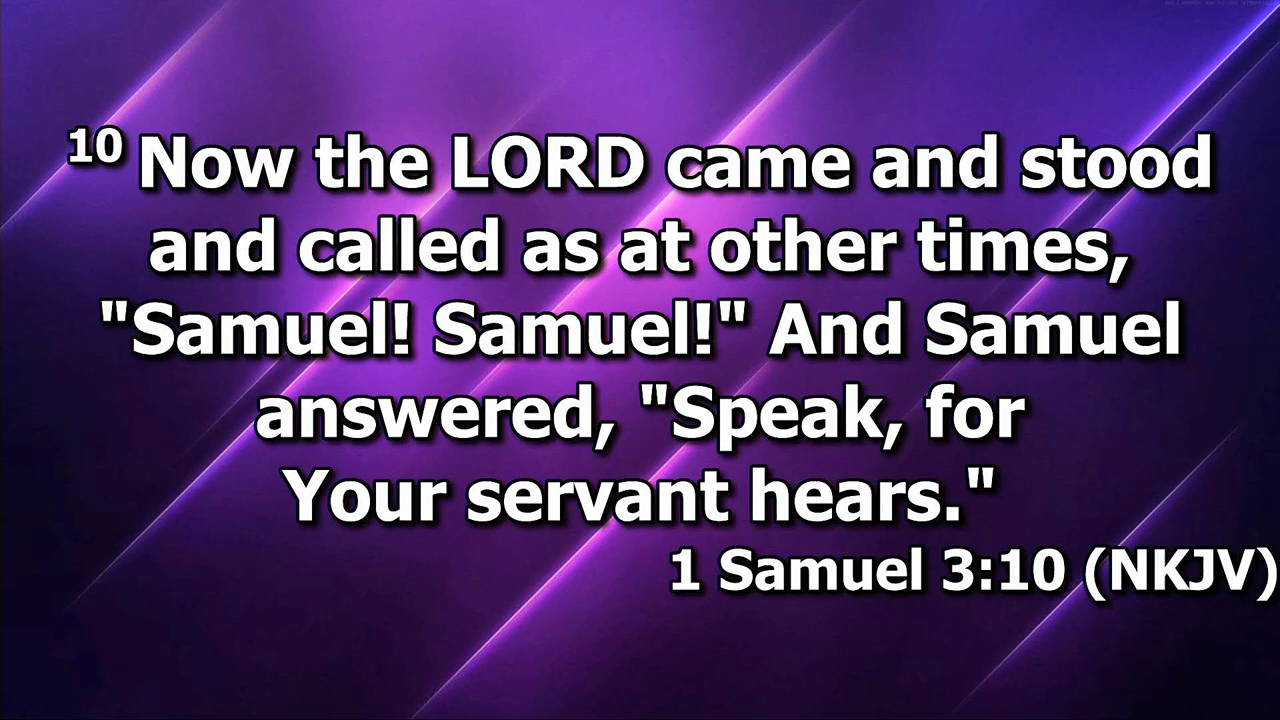 10 Now the LORD came and stood
and called as at other times,
"Samuel! Samuel!" And Samuel
answered, "Speak, for
Your servant hears."
1 Samuel 3:10 (NKJV)